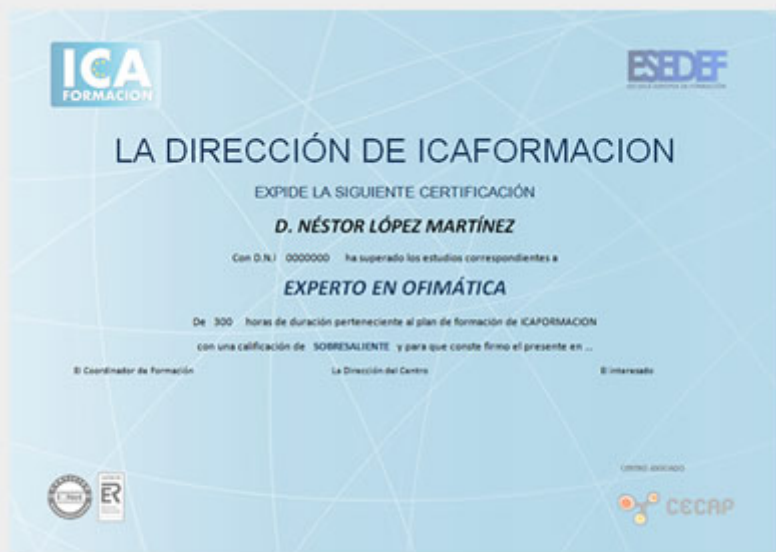 ICA
FORMACION
ESEDEF
LA DIRECCIÓN DE ICAFORMACION
EXPIDE LA SIGUIENTE CERTIFICACIÓN
D. NÉSTOR LÓPEZ MARTÍNEZ
Con D.N.I 0000000 ha superado los estudios correspondientes a
EXPERTO EN OFIMÁTICA
De 300 horas de duración perteneciente al plan de formación de ICAFORMACION
con una calificación de SOBRESALIENTE y para que conste firmo el presente en ...
El Coordinador de Formación La Dirección del Centro El interesado
CENTRO ASOCIADO
ER
CECAP